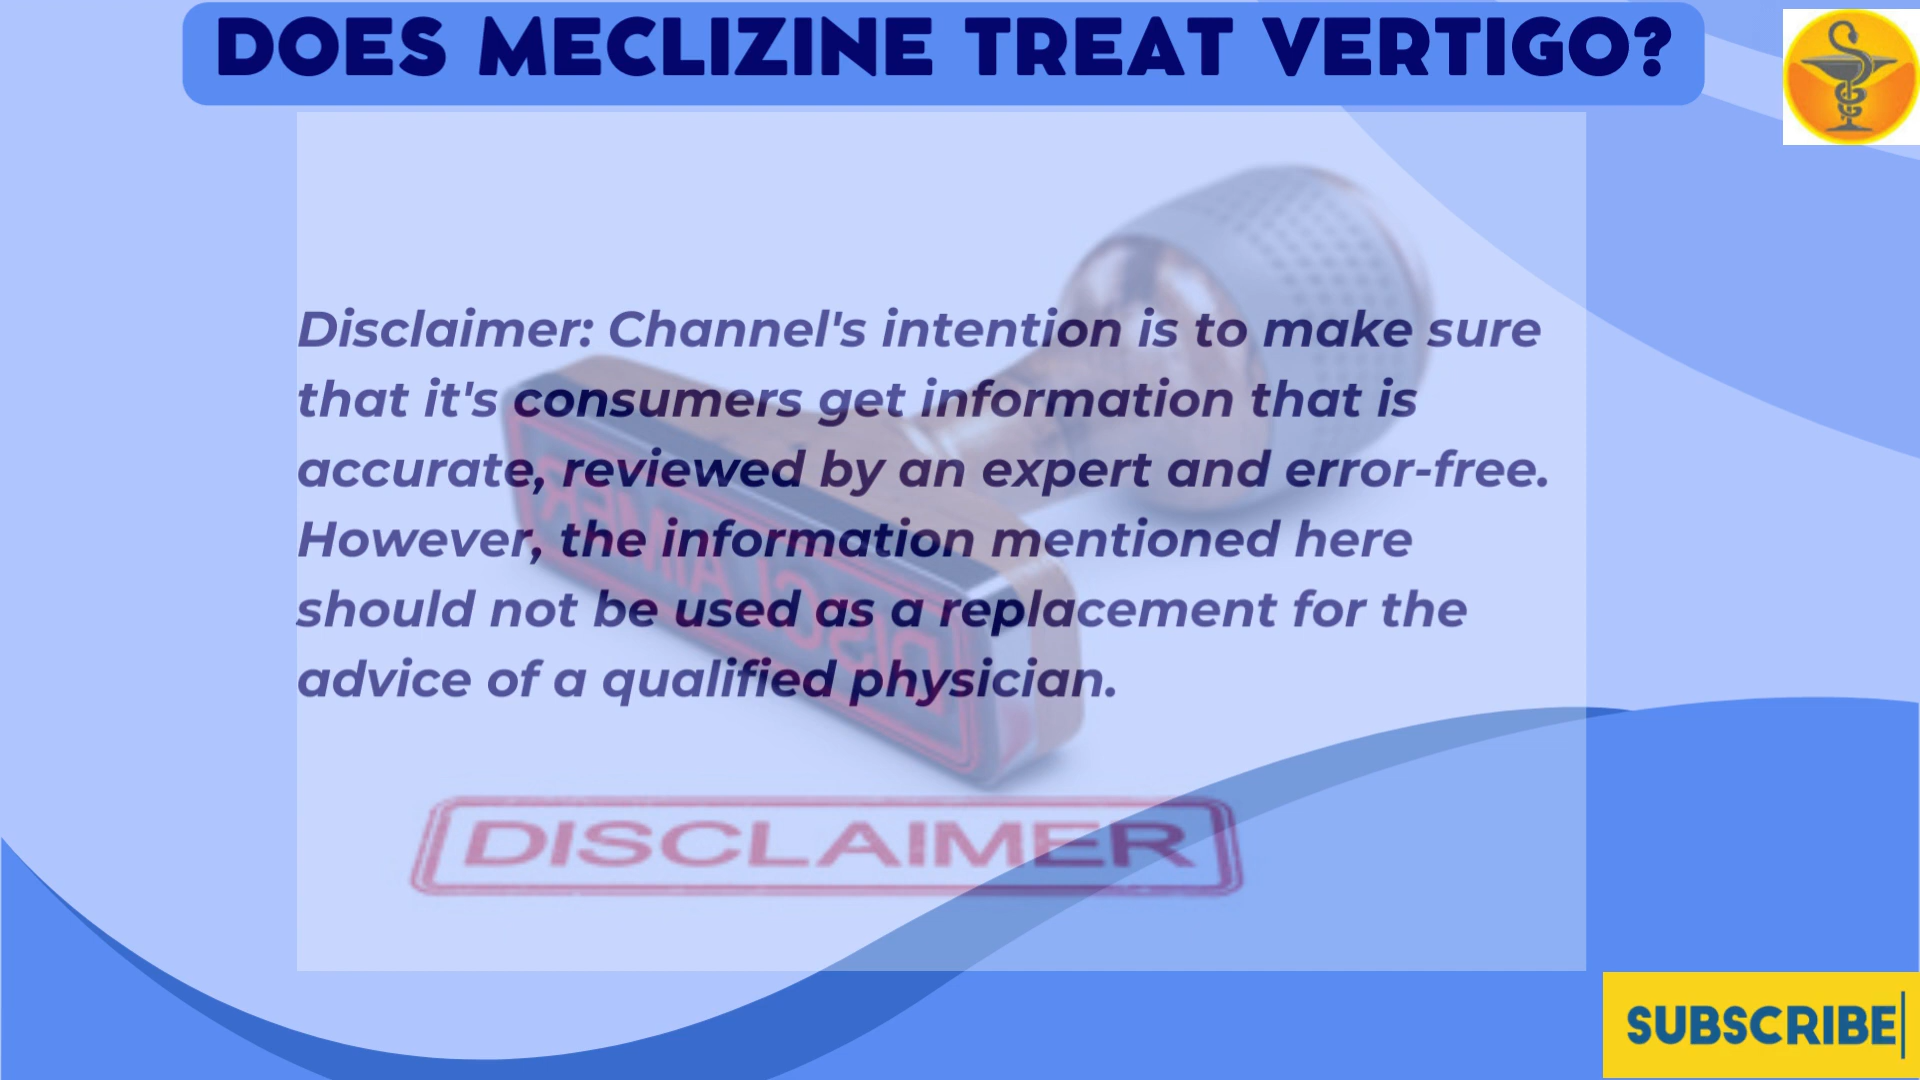 DOES MECLIZINE TREAT VERTIGO?
Disclaimer: Channel's intention is to make sure
that it's consumers get information that is
accurate, reviewed by an expert and error-free.
However, the information mentioned here
should not be used as a replacement for the
advice of a qualified physician.
DISCLAIMER
DISCLAIMER
SUBSCRIBE